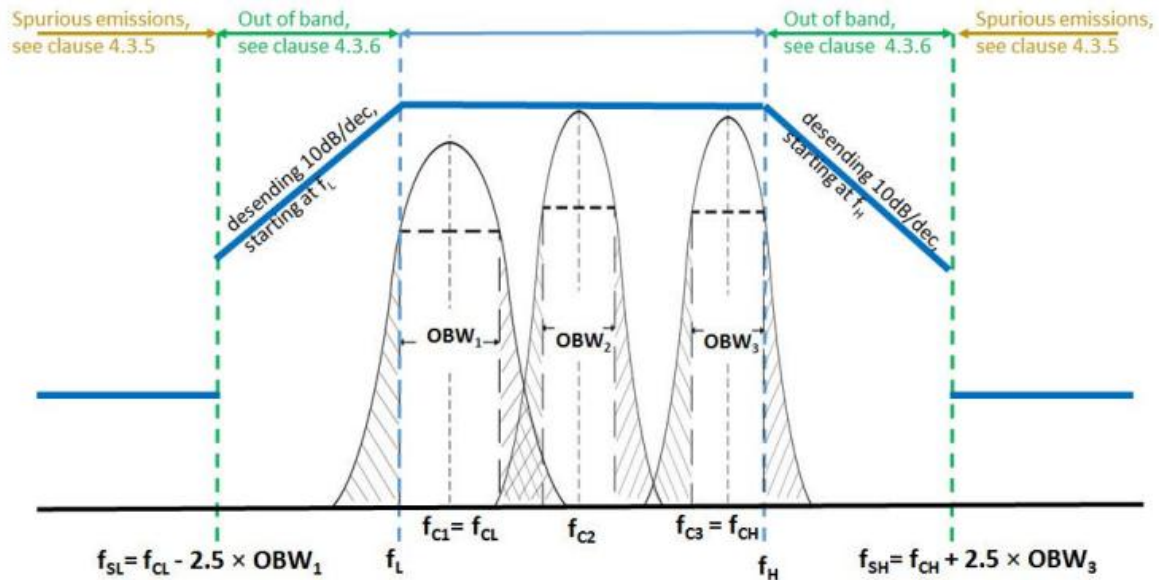 Spurious emissions,
see clause 4.3.5
Out of band,
see clause 4.3.6
Out of band,
see clause 4.3.6
Spurious emissions,
see clause 4.3.5
desending 10dB/dec,
starting at fL
desending 10dB/dec,
starting at fH
OBW1
OBW2
OBW3
fC1= fCL
fC2
fC3 = fCH
fSL= fCL - 2.5 × OBW1
fL
fH
fSH= fCH + 2.5 × OBW3